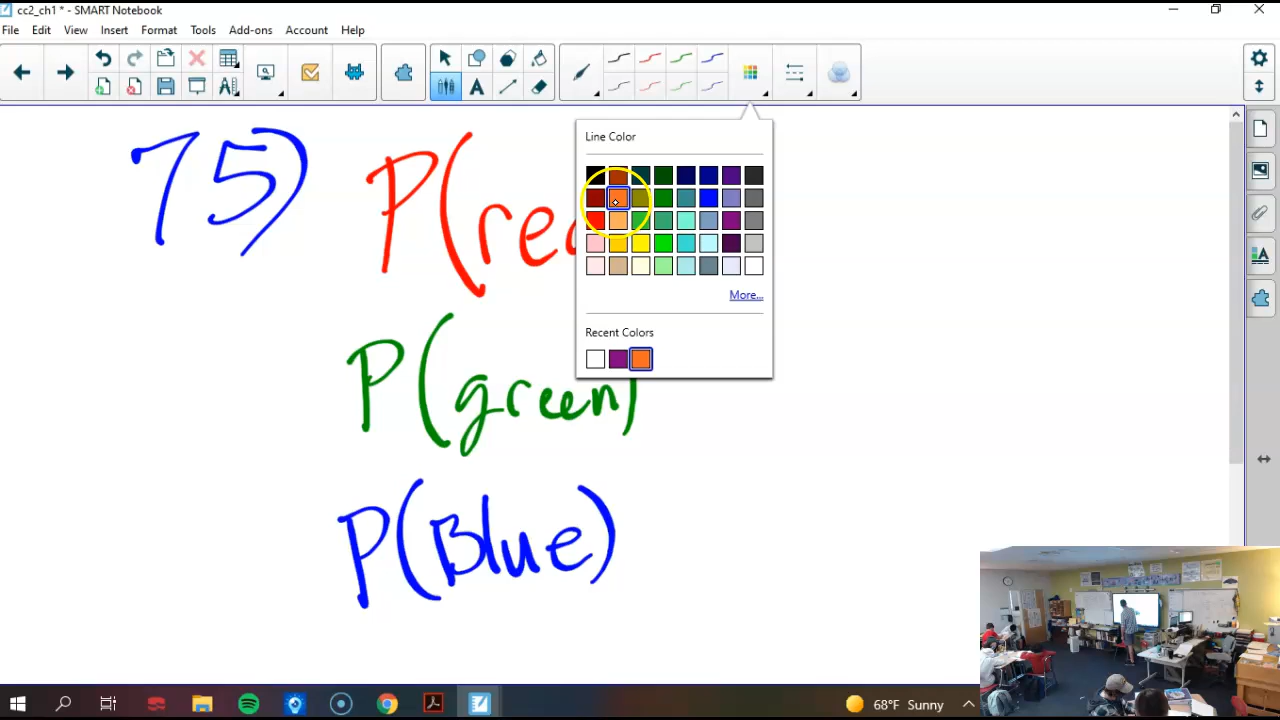 cc2_ch1 * - SMART Notebook
File Edit View Insert Format Tools Add-ons Account Help
Line Color
More...
Recent Colors
75) P(red
P(green)
P(Blue)
68°F Sunny